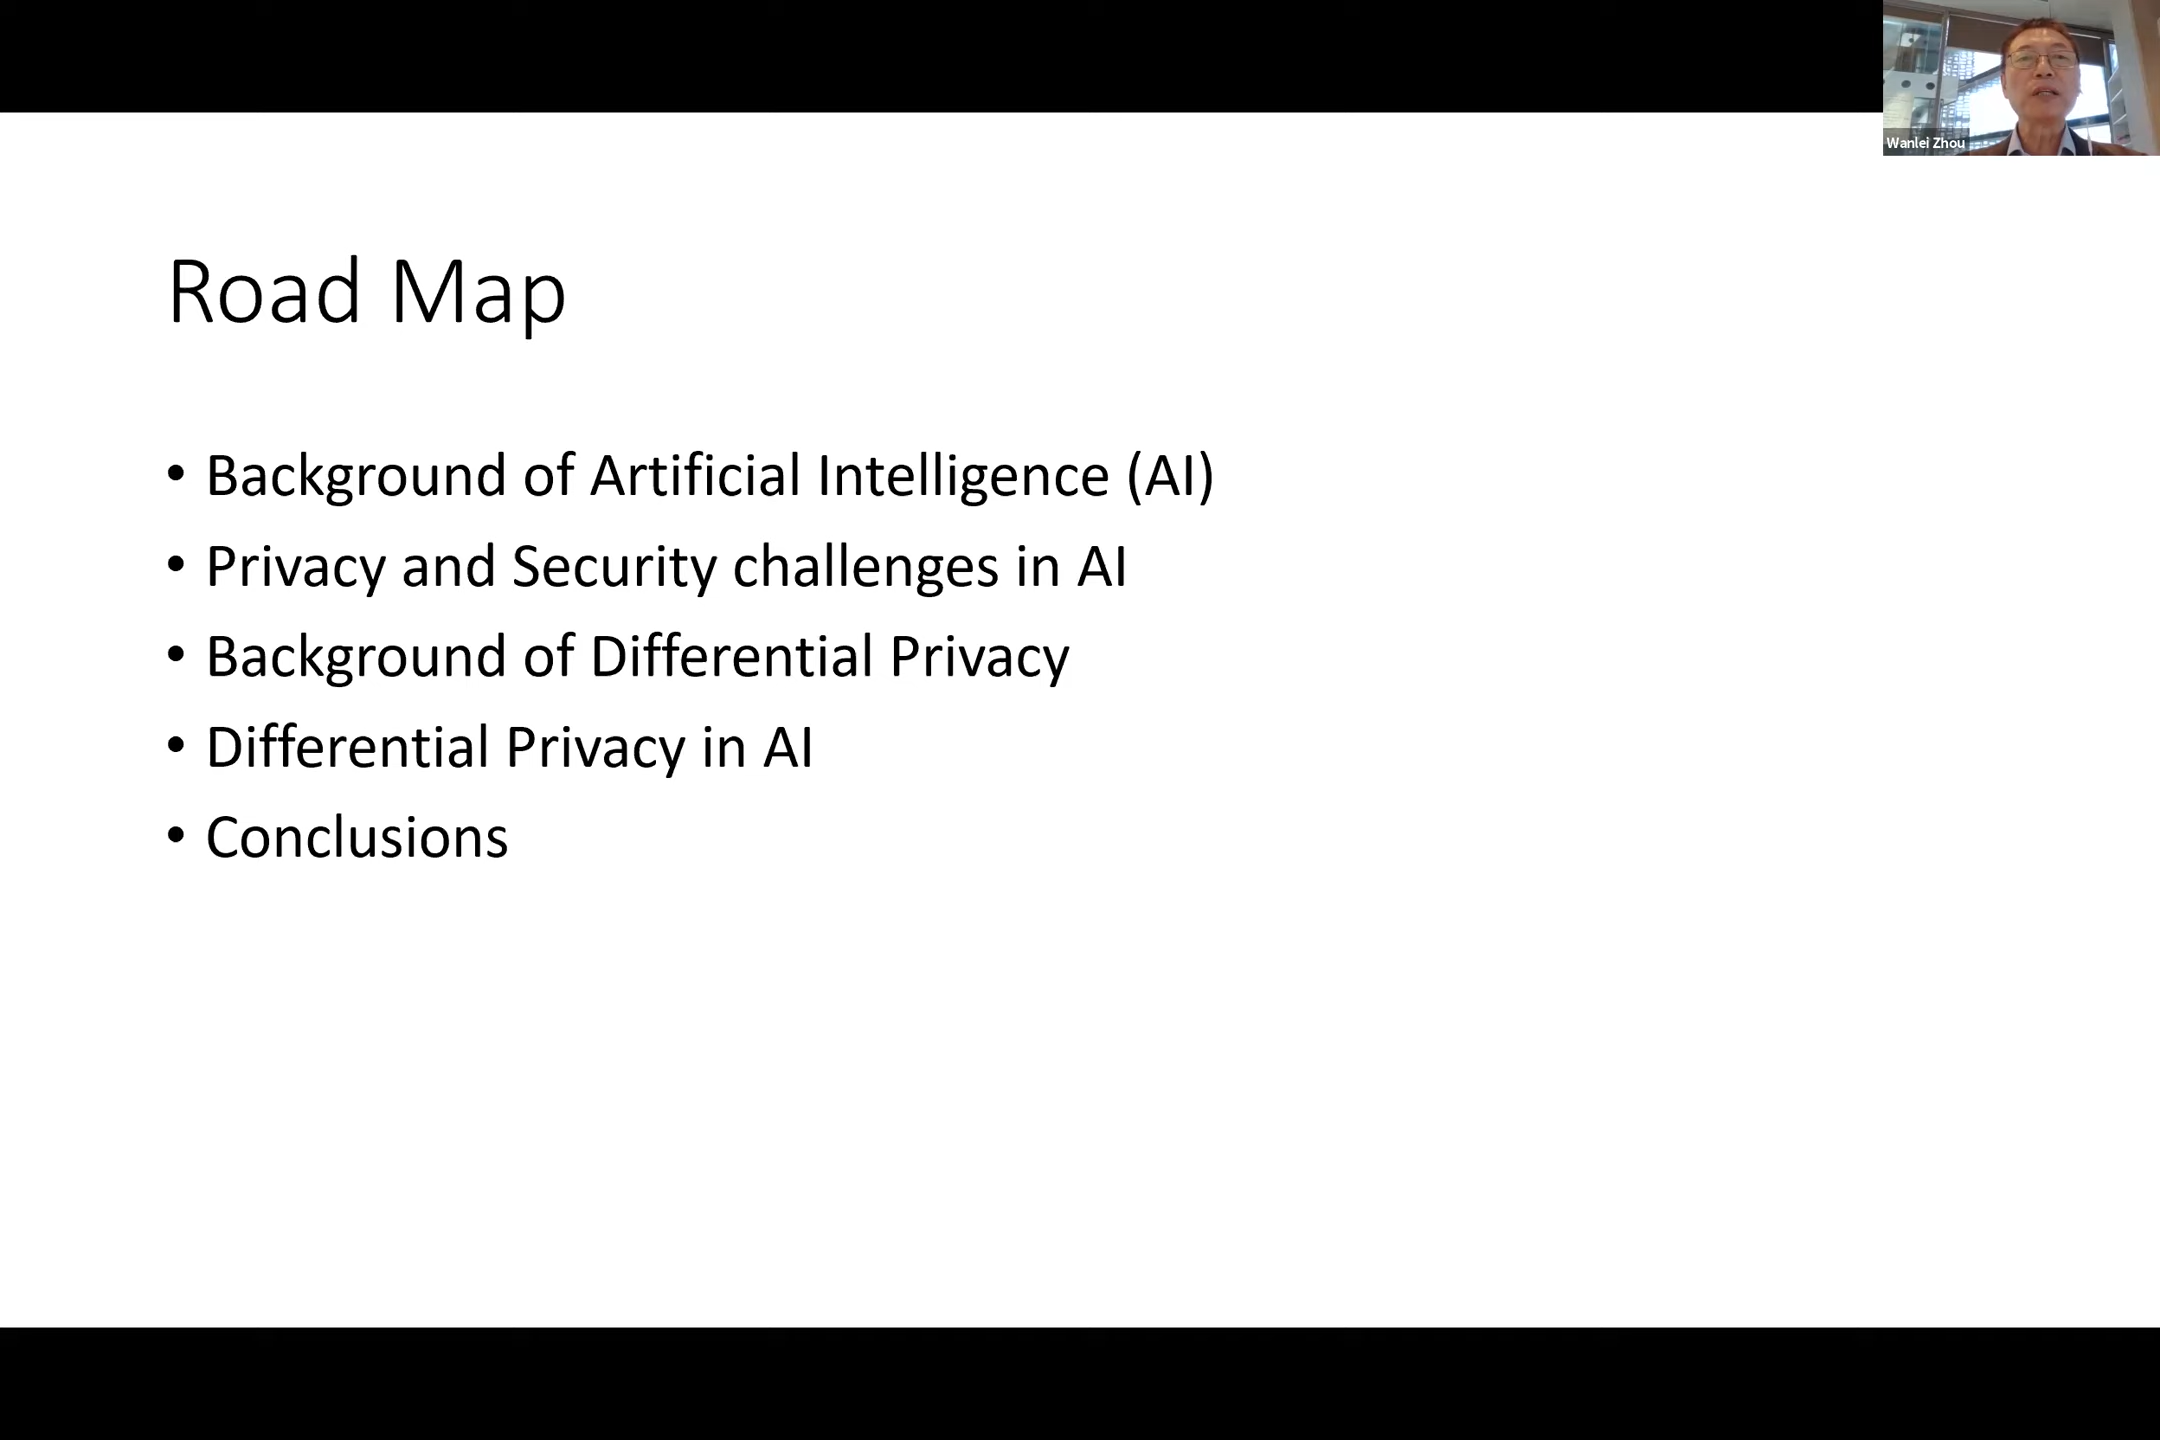 Wanlei Zhou
Road Map
• Background of Artificial Intelligence (AI)
• Privacy and Security challenges in AI
• Background of Differential Privacy
• Differential Privacy in AI
• Conclusions